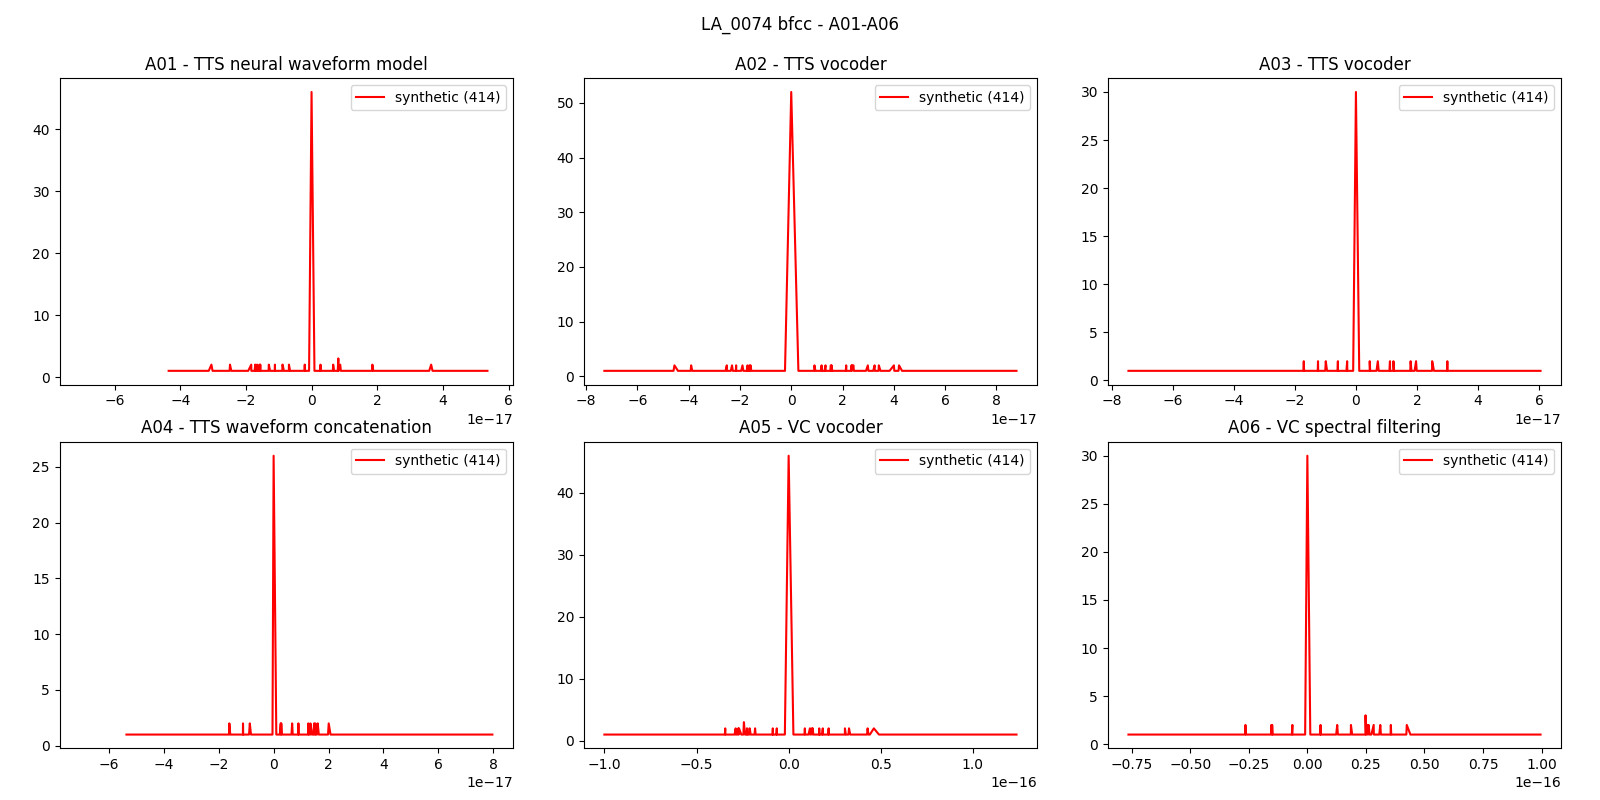 LA_0074 bfcc - A01-A06
A01 - TTS neural waveform model
synthetic (414)
40
30
20
10
0
−6 −4 −2 0 2 4 6
1e−17
A02 - TTS vocoder
synthetic (414)
50
40
30
20
10
0
−8 −6 −4 −2 0 2 4 6 8
1e−17
A03 - TTS vocoder
synthetic (414)
30
25
20
15
10
5
0
−8 −6 −4 −2 0 2 4 6
1e−17
A04 - TTS waveform concatenation
synthetic (414)
25
20
15
10
5
0
−6 −4 −2 0 2 4 6 8
1e−17
A05 - VC vocoder
synthetic (414)
40
30
20
10
0
−1.0 −0.5 0.0 0.5 1.0
1e−16
A06 - VC spectral filtering
synthetic (414)
30
25
20
15
10
5
0
−0.75 −0.50 −0.25 0.00 0.25 0.50 0.75 1.00
1e−16